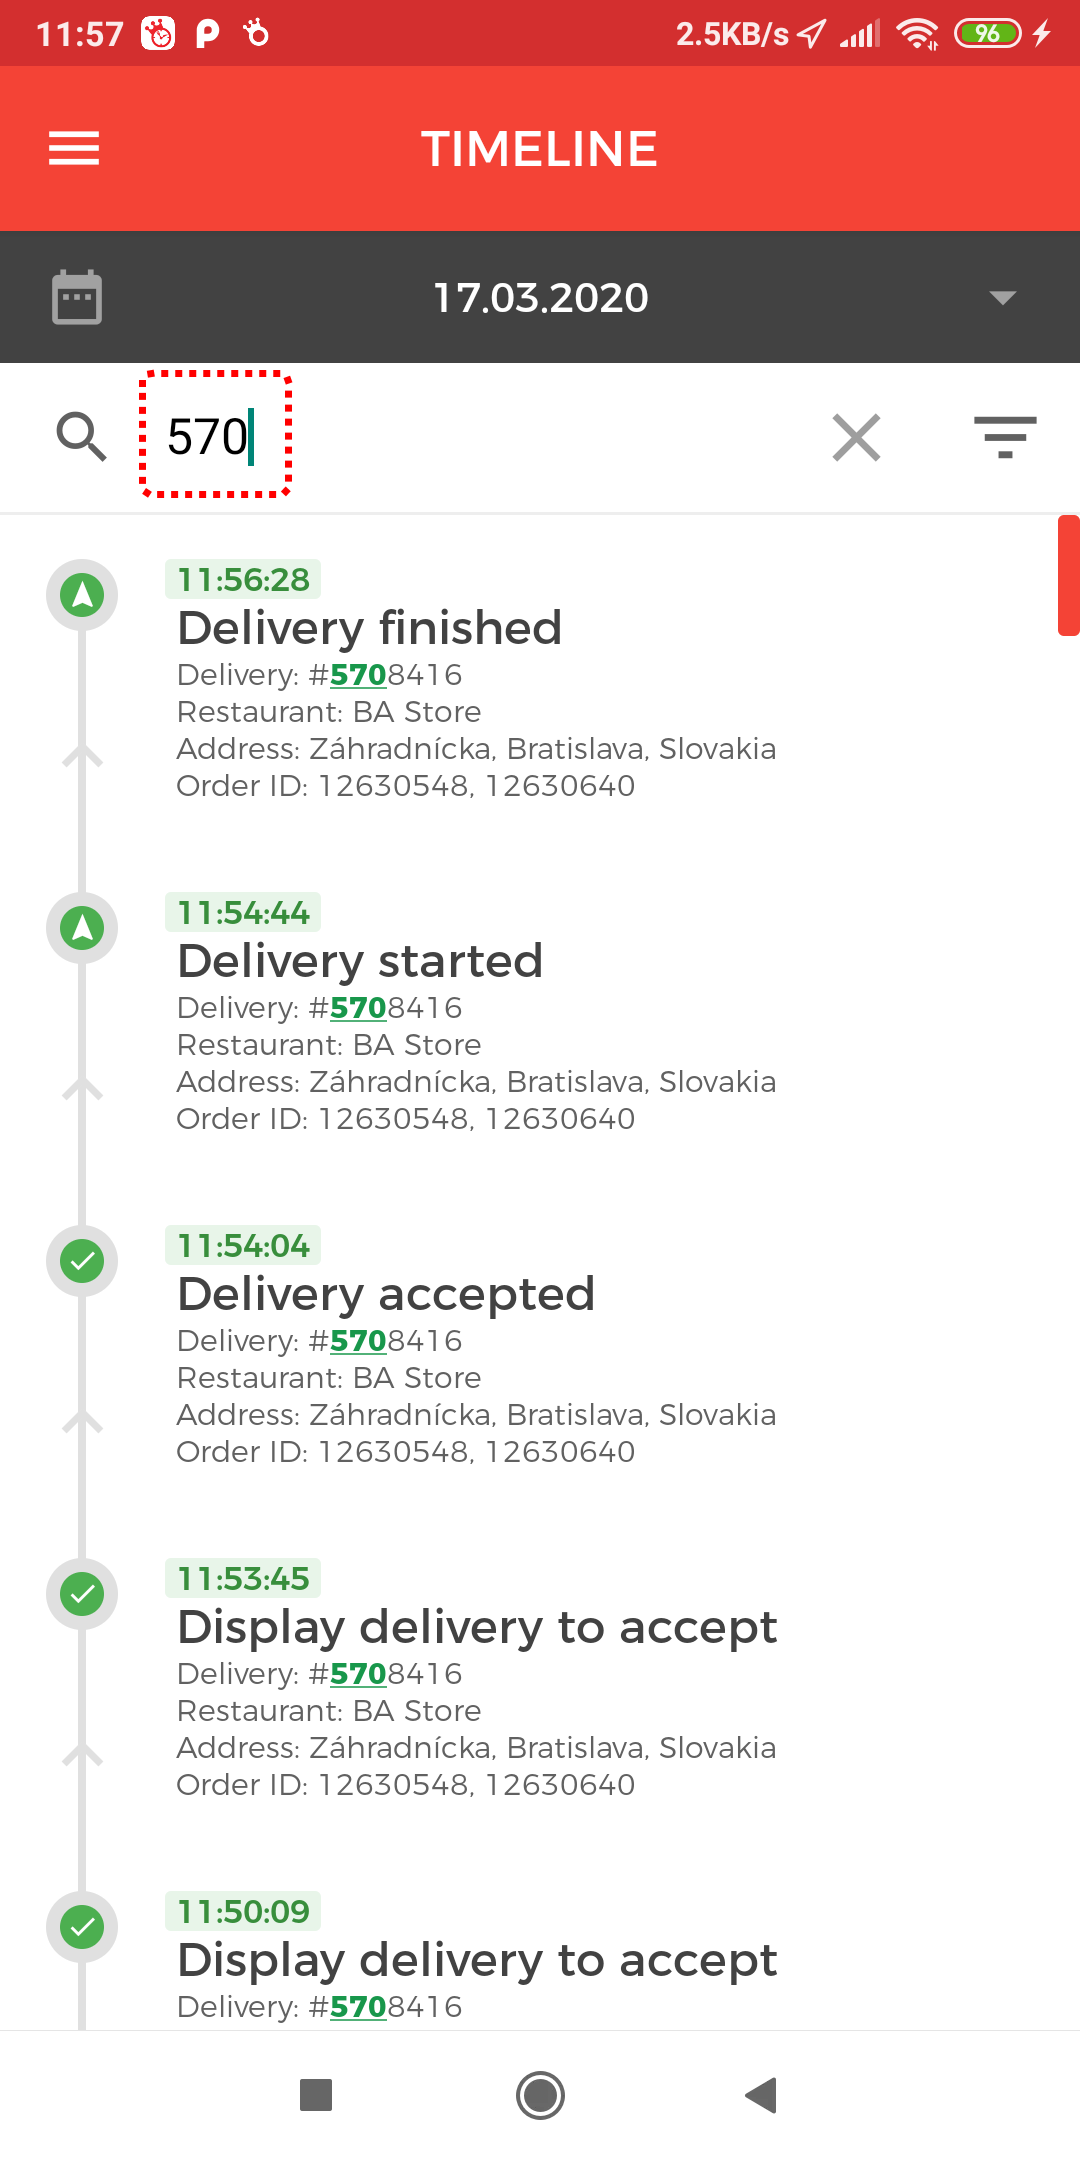 11:57 2.5KB/s 96
TIMELINE
17.03.2020
570
11:56:28
Delivery finished
Delivery: #5708416
Restaurant: BA Store
Address: Záhradnícka, Bratislava, Slovakia
Order ID: 12630548, 12630640
11:54:44
Delivery started
Delivery: #5708416
Restaurant: BA Store
Address: Záhradnícka, Bratislava, Slovakia
Order ID: 12630548, 12630640
11:54:04
Delivery accepted
Delivery: #5708416
Restaurant: BA Store
Address: Záhradnícka, Bratislava, Slovakia
Order ID: 12630548, 12630640
11:53:45
Display delivery to accept
Delivery: #5708416
Restaurant: BA Store
Address: Záhradnícka, Bratislava, Slovakia
Order ID: 12630548, 12630640
11:50:09
Display delivery to accept
Delivery: #5708416